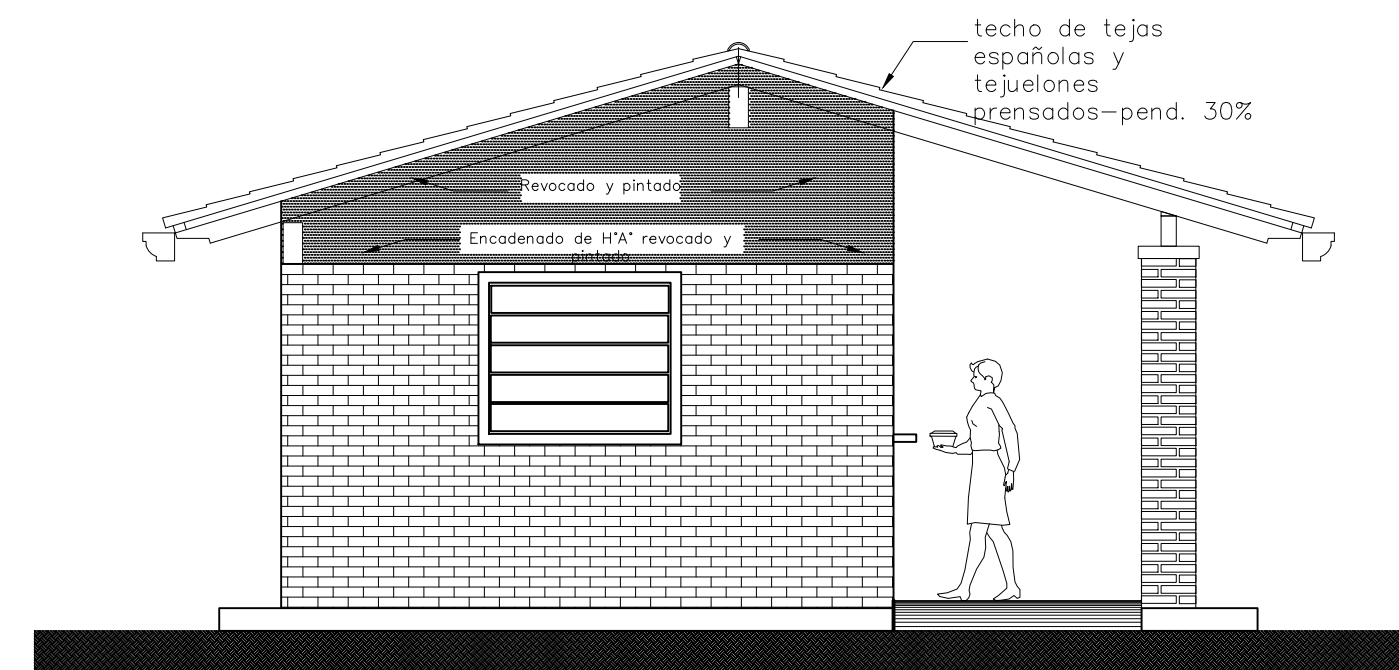 techo de tejas
españolas y
tejuelones
prensados-pend. 30%
Revocado y pintado
Encadenado de H°A° revocado y
pintado